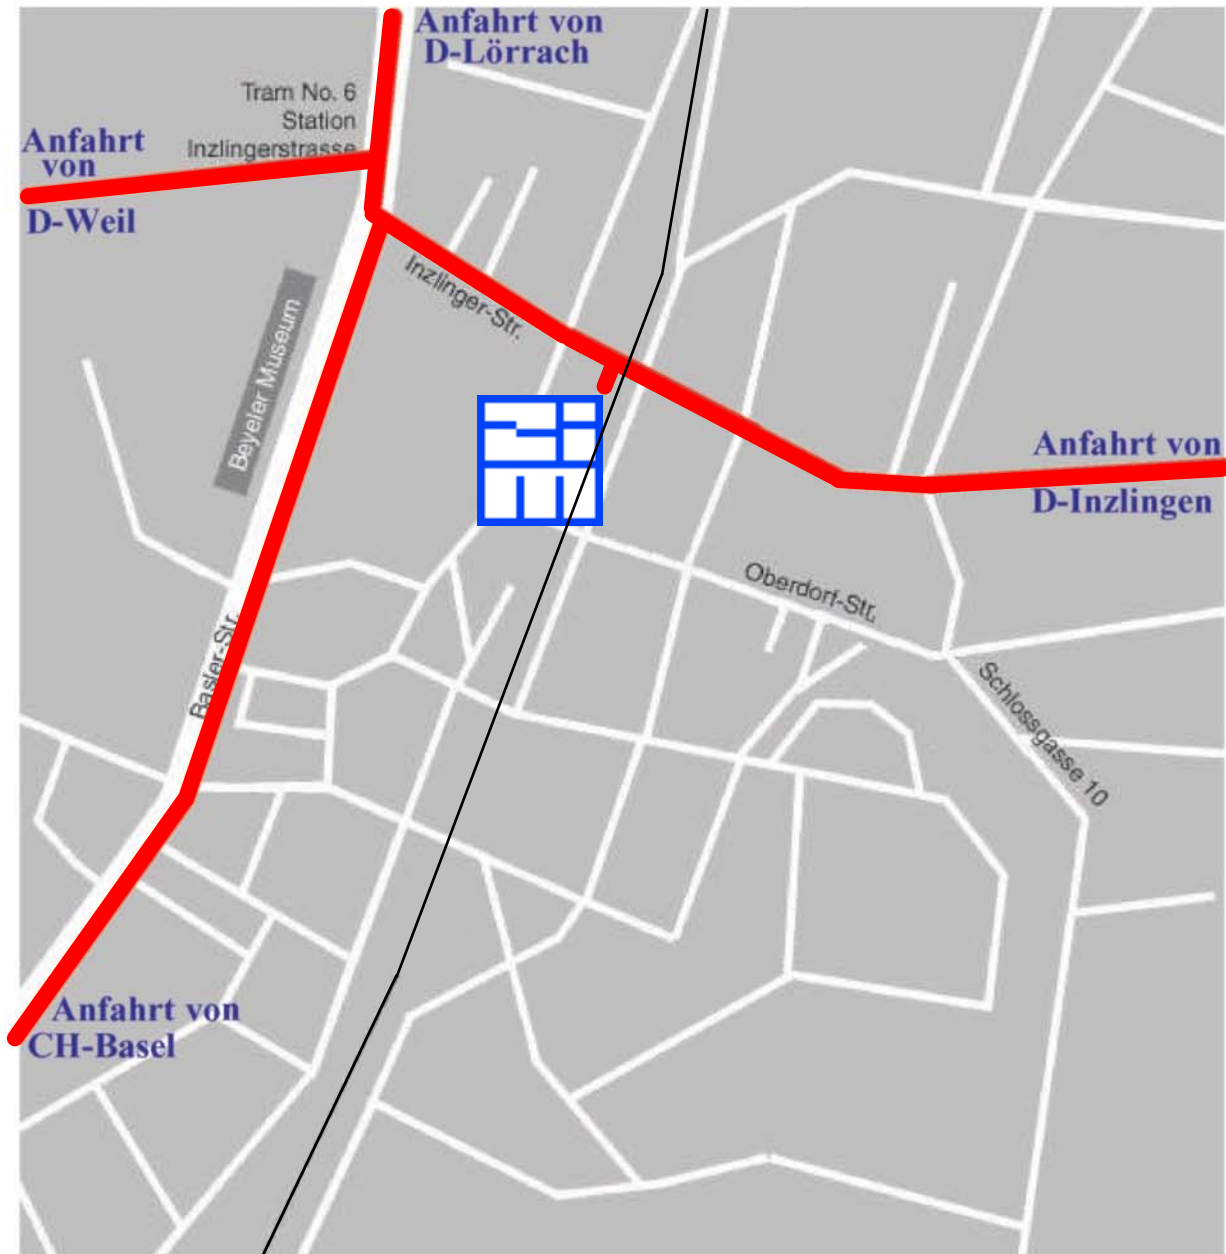 Anfahrt von
D-Lörrach
Tram No. 6
Station
Inzlingerstrasse
Anfahrt
von
D-Weil
Inzlinger-Str.
Beyeler Museum
Anfahrt von
D-Inzlingen
Oberdorf-Str.
Basler-Str.
Schlossgasse 10
Anfahrt von
CH-Basel